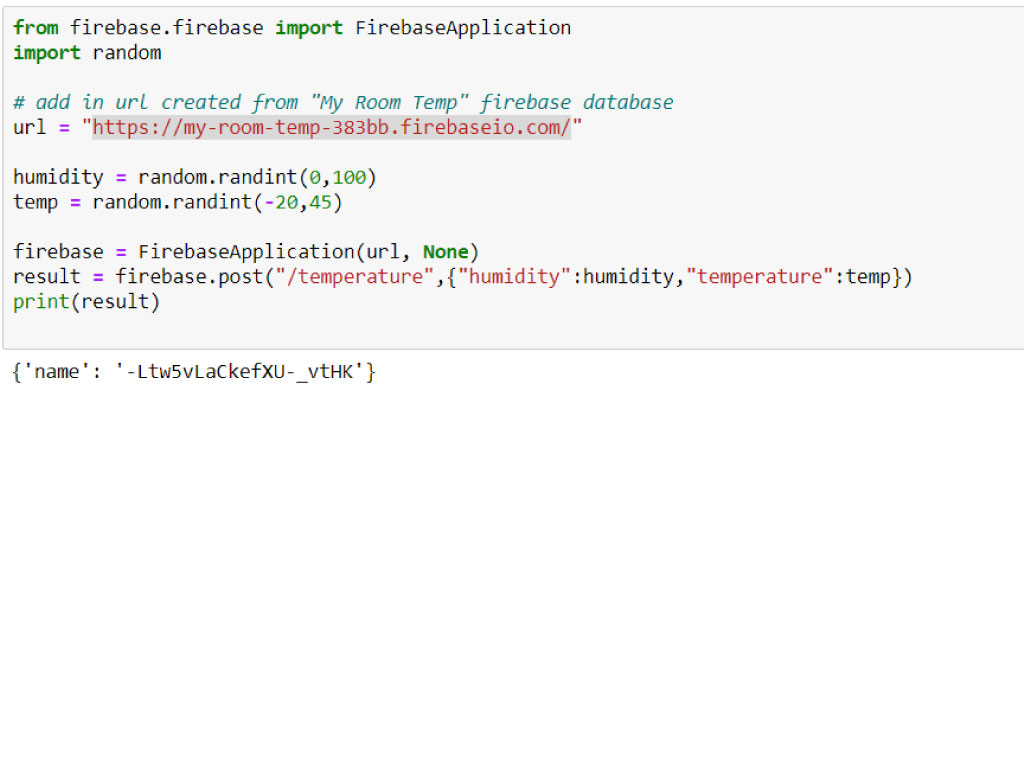 from firebase.firebase import FirebaseApplication
import random
# add in url created from "My Room Temp" firebase database
url = "https://my-room-temp-383bb.firebaseio.com/"
humidity = random.randint(0,100)
temp = random.randint(-20,45)
firebase = FirebaseApplication(url, None)
result = firebase.post("/temperature",{"humidity":humidity,"temperature":temp})
print(result)
{'name': '-Ltw5vLaCkefXU-_vtHK'}